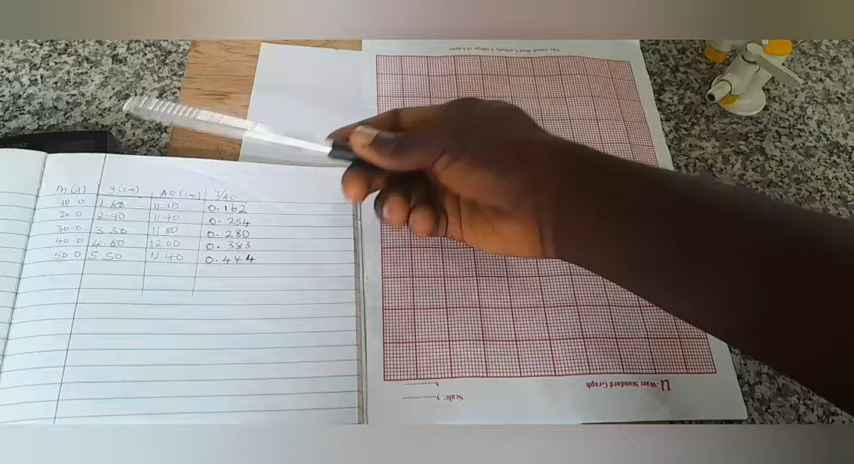 m(g) y(cm) AO(cm) y/AO
10.0 1.80 11.10 0.162
20.0 2.40 11.40 0.254
30.0 3.30 11.80 0.280
40.0 4.60 12.00 0.383
50.0 5.50 12.40 0.444
Scale: y
x
Standard Graph